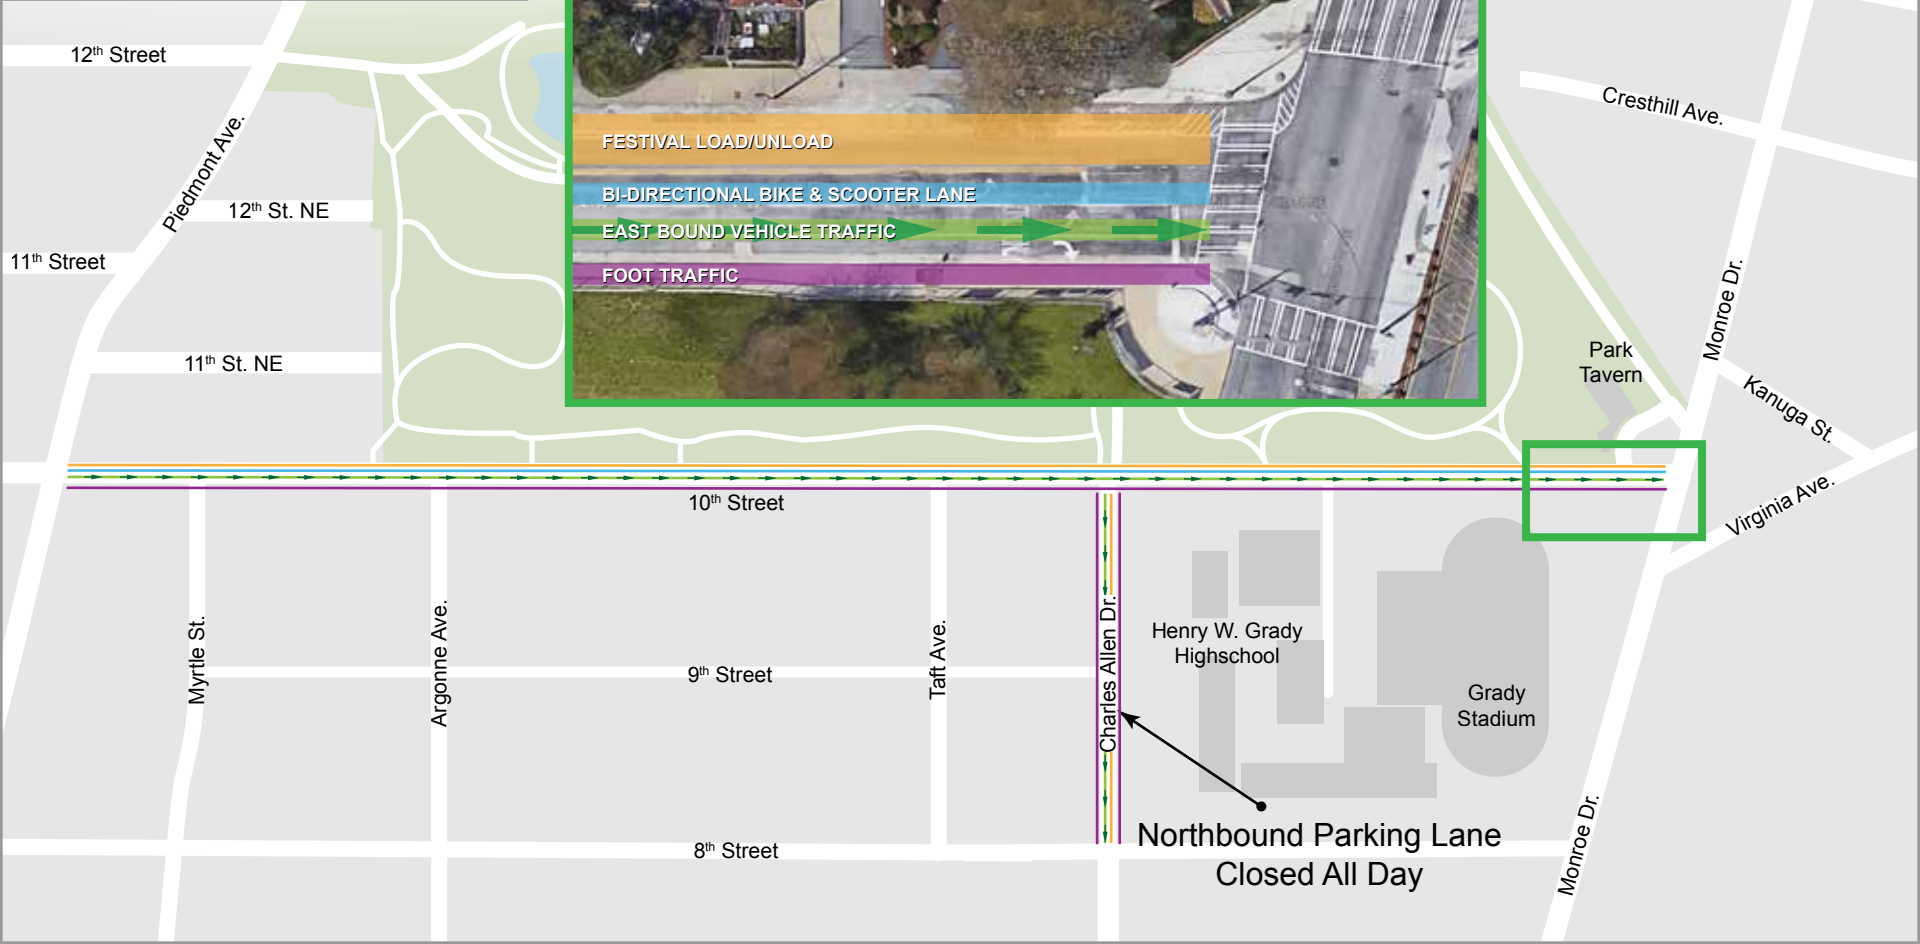 12th Street
Piedmont Ave.
12th St. NE
11th Street
11th St. NE
FESTIVAL LOAD/UNLOAD
BI-DIRECTIONAL BIKE & SCOOTER LANE
EAST BOUND VEHICLE TRAFFIC
FOOT TRAFFIC
Cresthill Ave.
Monroe Dr.
Park
Tavern
Kanuga St.
Virginia Ave.
10th Street
Myrtle St.
Argonne Ave.
9th Street
Taft Ave.
Charles Allen Dr.
Henry W. Grady
Highschool
Grady
Stadium
Northbound Parking Lane
Closed All Day
8th Street
Monroe Dr.